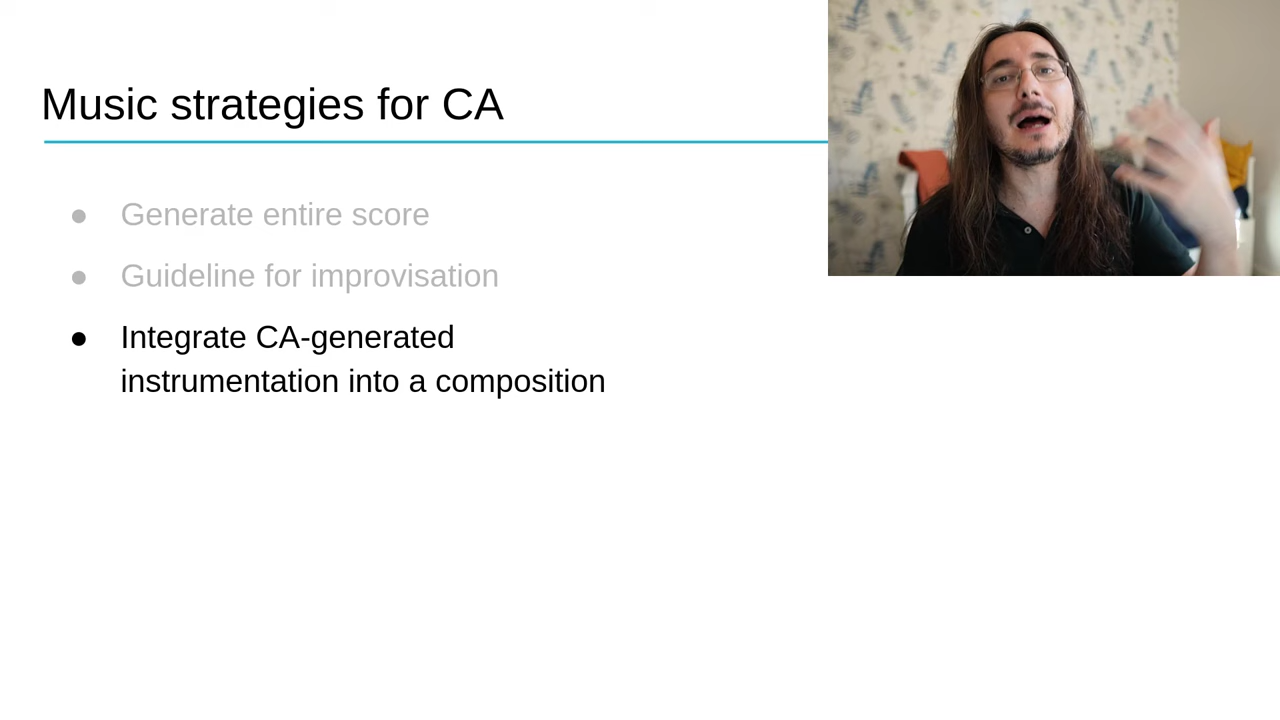 Music strategies for CA
● Generate entire score
● Guideline for improvisation
● Integrate CA-generated
instrumentation into a composition